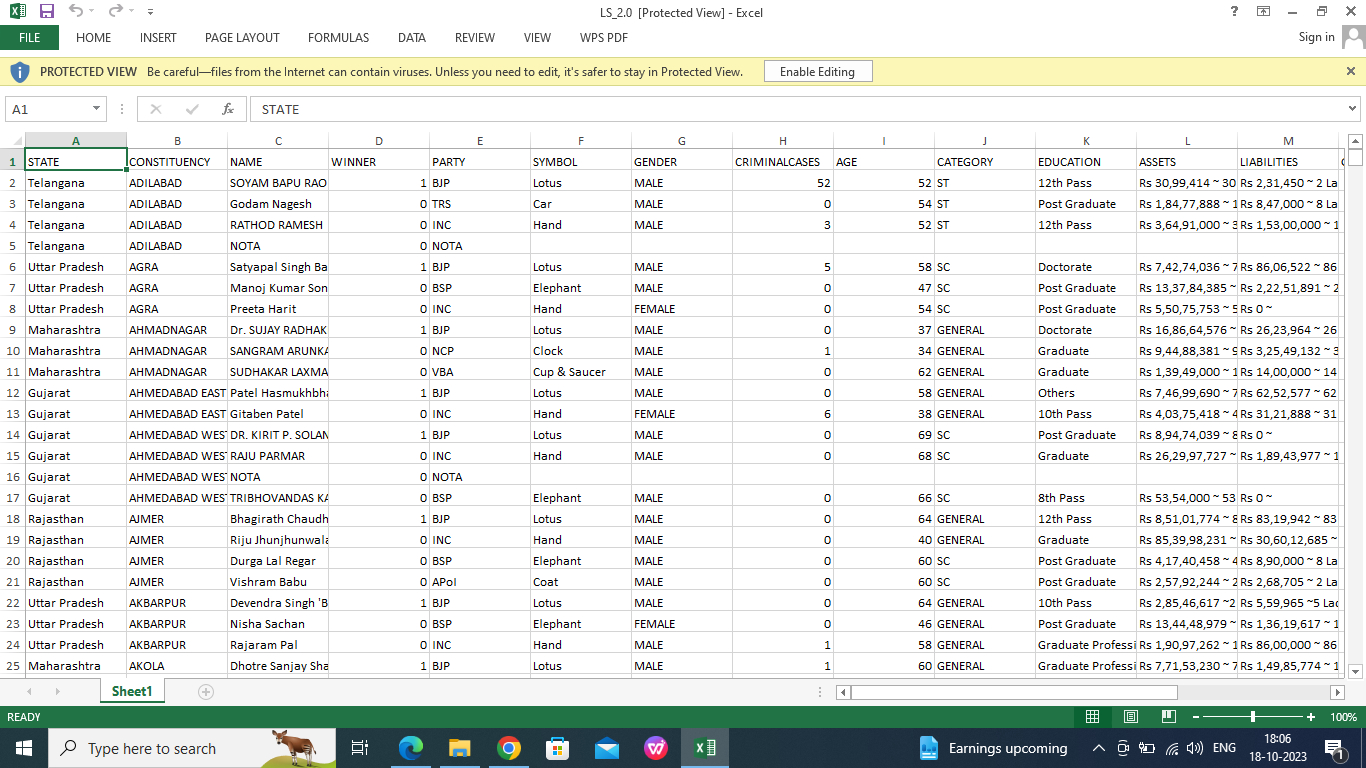 LS_2.0 [Protected View] - Excel
FILE HOME INSERT PAGE LAYOUT FORMULAS DATA REVIEW VIEW WPS PDF Sign in
PROTECTED VIEW Be careful—files from the Internet can contain viruses. Unless you need to edit, it's safer to stay in Protected View. Enable Editing
A1 fx STATE
A B C D E F G H I J K L M
1 STATE CONSTITUENCY NAME WINNER PARTY SYMBOL GENDER CRIMINALCASES AGE CATEGORY EDUCATION ASSETS LIABILITIES
2 Telangana ADILABAD SOYAM BAPU RAO 1 BJP Lotus MALE 52 52 ST 12th Pass Rs 30,99,414 ~ 30 Rs 2,31,450 ~ 2 La
3 Telangana ADILABAD Godam Nagesh 0 TRS Car MALE 0 54 ST Post Graduate Rs 1,84,77,888 ~ 1 Rs 8,47,000 ~ 8 La
4 Telangana ADILABAD RATHOD RAMESH 0 INC Hand MALE 3 52 ST 12th Pass Rs 3,64,91,000 ~ 3 Rs 1,53,00,000 ~ 1
5 Telangana ADILABAD NOTA 0 NOTA
6 Uttar Pradesh AGRA Satyapal Singh Ba 1 BJP Lotus MALE 5 58 SC Doctorate Rs 7,42,74,036 ~ 7 Rs 86,06,522 ~ 86
7 Uttar Pradesh AGRA Manoj Kumar Son 0 BSP Elephant MALE 0 47 SC Post Graduate Rs 13,37,84,385 ~ Rs 2,22,51,891 ~ 2
8 Uttar Pradesh AGRA Preeta Harit 0 INC Hand FEMALE 0 54 SC Post Graduate Rs 5,50,75,753 ~ 5 Rs 0 ~
9 Maharashtra AHMADNAGAR Dr. SUJAY RADHAK 1 BJP Lotus MALE 0 37 GENERAL Doctorate Rs 16,86,64,576 ~ Rs 26,23,964 ~ 26
10 Maharashtra AHMADNAGAR SANGRAM ARUNKA 0 NCP Clock MALE 1 34 GENERAL Graduate Rs 9,44,88,381 ~ 9 Rs 3,25,49,132 ~ 3
11 Maharashtra AHMADNAGAR SUDHAKAR LAXMA 0 VBA Cup & Saucer MALE 0 62 GENERAL Graduate Rs 1,39,49,000 ~ 1 Rs 14,00,000 ~ 14
12 Gujarat AHMEDABAD EAST Patel Hasmukhbha 1 BJP Lotus MALE 0 58 GENERAL Others Rs 7,46,99,690 ~ 7 Rs 62,52,577 ~ 62
13 Gujarat AHMEDABAD EAST Gitaben Patel 0 INC Hand FEMALE 6 38 GENERAL 10th Pass Rs 4,03,75,418 ~ 4 Rs 31,21,888 ~ 31
14 Gujarat AHMEDABAD WEST DR. KIRIT P. SOLAN 1 BJP Lotus MALE 0 69 SC Post Graduate Rs 8,94,74,039 ~ 8 Rs 0 ~
15 Gujarat AHMEDABAD WEST RAJU PARMAR 0 INC Hand MALE 0 68 SC Graduate Rs 26,29,97,727 ~ Rs 1,89,43,977 ~ 1
16 Gujarat AHMEDABAD WEST NOTA 0 NOTA
17 Gujarat AHMEDABAD WEST TRIBHOVANDAS KA 0 BSP Elephant MALE 0 66 SC 8th Pass Rs 53,54,000 ~ 53 Rs 0 ~
18 Rajasthan AJMER Bhagirath Chaudh 1 BJP Lotus MALE 0 64 GENERAL 12th Pass Rs 8,51,01,774 ~ 8 Rs 83,19,942 ~ 83
19 Rajasthan AJMER Riju Jhunjhunwala 0 INC Hand MALE 0 40 GENERAL Graduate Rs 85,39,98,231 ~ Rs 30,60,12,685 ~
20 Rajasthan AJMER Durga Lal Regar 0 BSP Elephant MALE 0 60 SC Post Graduate Rs 4,17,40,458 ~ 4 Rs 8,90,000 ~ 8 La
21 Rajasthan AJMER Vishram Babu 0 APoI Coat MALE 0 60 SC Post Graduate Rs 2,57,92,244 ~ 2 Rs 2,68,705 ~ 2 La
22 Uttar Pradesh AKBARPUR Devendra Singh 'B 1 BJP Lotus MALE 0 64 GENERAL 10th Pass Rs 2,85,46,617 ~2 Rs 5,59,965 ~5 Lac
23 Uttar Pradesh AKBARPUR Nisha Sachan 0 BSP Elephant FEMALE 0 46 GENERAL Post Graduate Rs 13,44,48,979 ~ Rs 1,36,19,617 ~ 1
24 Uttar Pradesh AKBARPUR Rajaram Pal 0 INC Hand MALE 1 58 GENERAL Graduate Professi Rs 1,90,97,262 ~ 1 Rs 86,00,000 ~ 86
25 Maharashtra AKOLA Dhotre Sanjay Sha 1 BJP Lotus MALE 1 60 GENERAL Graduate Professi Rs 7,71,53,230 ~ 7 Rs 1,49,85,774 ~ 1
Sheet1
READY 100%
Type here to search Earnings upcoming ENG 18:06
18-10-2023 1